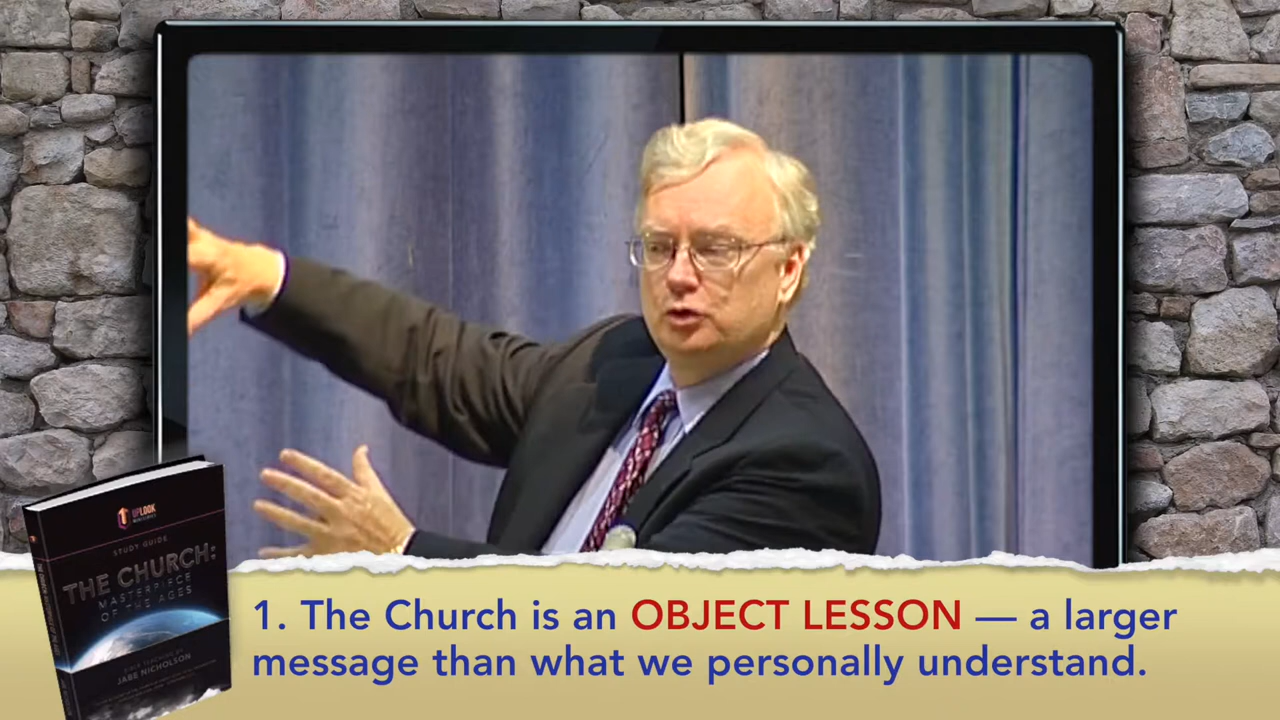 1. The Church is an OBJECT LESSON — a larger
message than what we personally understand.
UPLOOK
STUDY GUIDE
THE CHURCH:
MASTERPIECE
OF THE AGES
JABE NICHOLSON